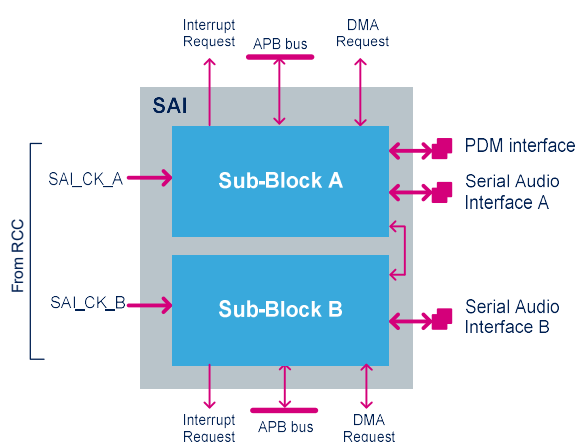 Interrupt
Request
APB bus
DMA
Request
SAI
PDM interface
Sub-Block A
SAI_CK_A
Serial Audio
Interface A
From RCC
SAI_CK_B
Sub-Block B
Serial Audio
Interface B
Interrupt
Request
APB bus
DMA
Request